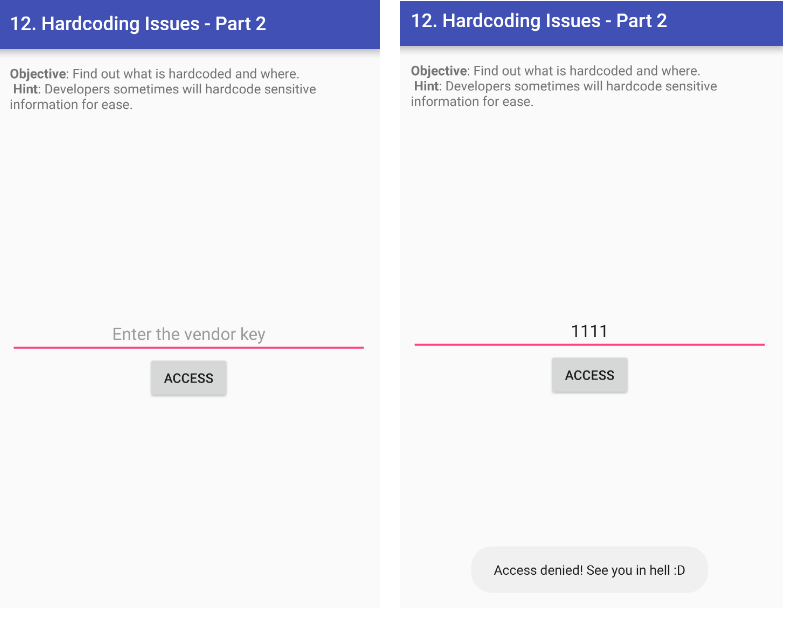 12. Hardcoding Issues - Part 2
Objective: Find out what is hardcoded and where.
Hint: Developers sometimes will hardcode sensitive
information for ease.
Enter the vendor key
ACCESS
12. Hardcoding Issues - Part 2
Objective: Find out what is hardcoded and where.
Hint: Developers sometimes will hardcode sensitive
information for ease.
1111
ACCESS
Access denied! See you in hell :D